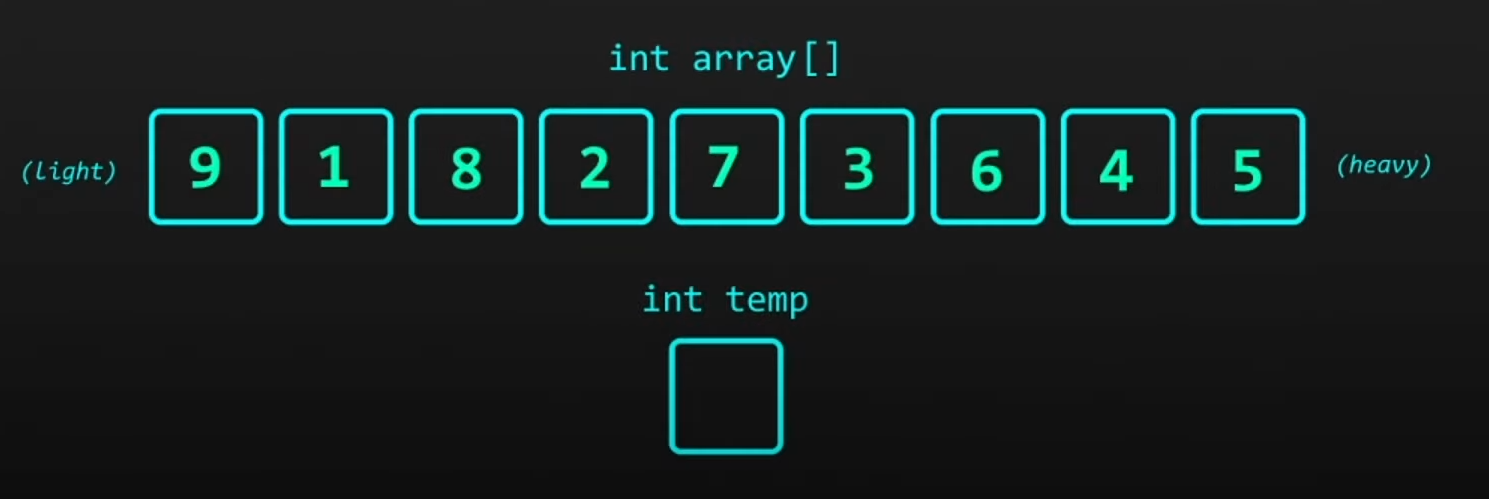 int array[]
(light) 9 1 8 2 7 3 6 4 5 (heavy)
int temp